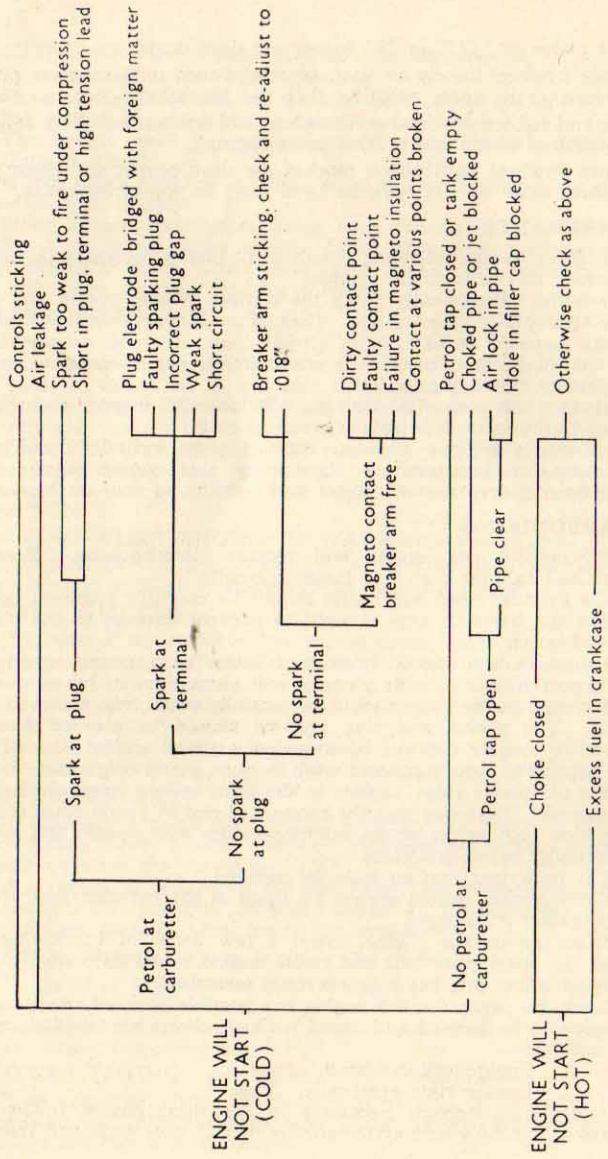 Controls sticking
Air leakage
Spark too weak to fire under compression
Short in plug, terminal or high tension lead
Spark at plug
Plug electrode bridged with foreign matter
Faulty sparking plug
Incorrect plug gap
Weak spark
Short circuit
Spark at
terminal
Petrol at
carburetter
No spark
at plug
Breaker arm sticking, check and re-adjust to
·018"
No spark
at terminal
Dirty contact point
Faulty contact point
Failure in magneto insulation
Contact at various points broken
Magneto contact
breaker arm free
ENGINE WILL
NOT START
(COLD)
No petrol at
carburetter
Petrol tap closed or tank empty
Choked pipe or jet blocked
Air lock in pipe
Hole in filler cap blocked
Petrol tap open
Pipe clear
ENGINE WILL
NOT START
(HOT)
Choke closed
Excess fuel in crankcase
Otherwise check as above